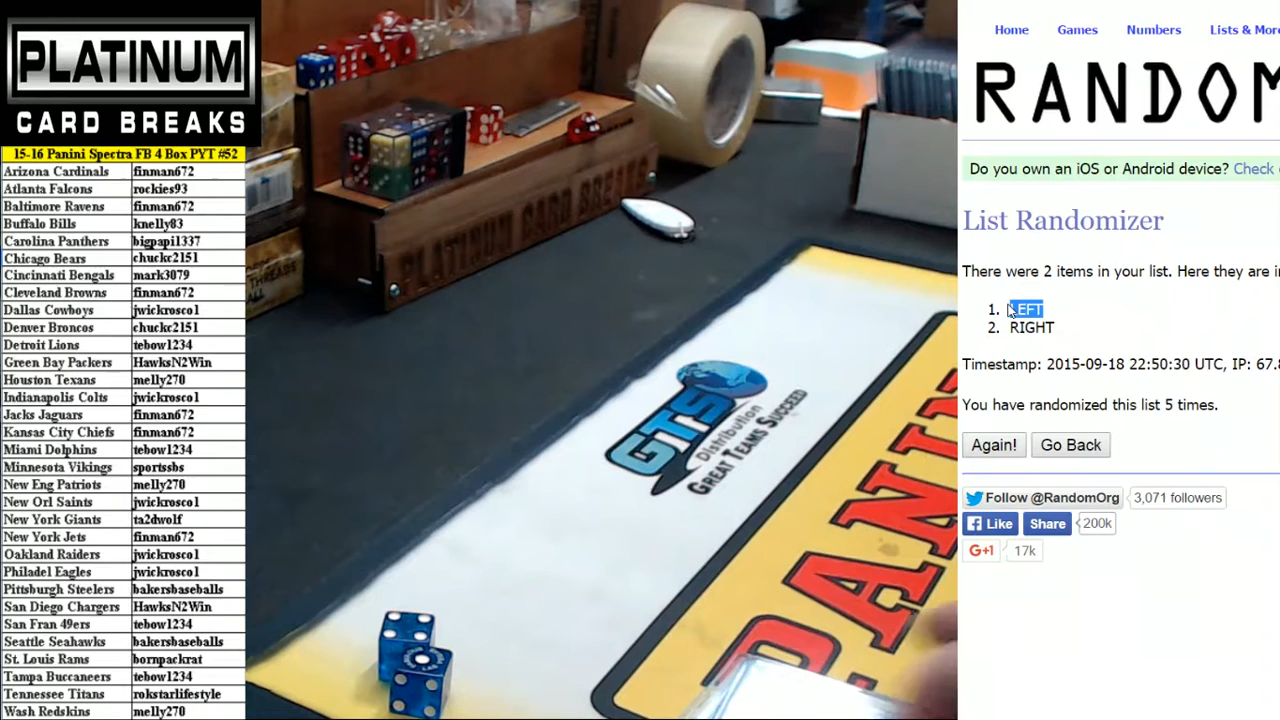 PLATINUM
CARD BREAKS
15-16 Panini Spectra FB 4 Box PYT #52
Arizona Cardinals finman672
Atlanta Falcons rockies93
Baltimore Ravens finman672
Buffalo Bills knelly83
Carolina Panthers bigpapi1337
Chicago Bears chuckc2151
Cincinnati Bengals mark3079
Cleveland Browns finman672
Dallas Cowboys jwickrosco1
Denver Broncos chuckc2151
Detroit Lions tebow1234
Green Bay Packers HawksN2Win
Houston Texans melly270
Indianapolis Colts jwickrosco1
Jacks Jaguars finman672
Kansas City Chiefs finman672
Miami Dolphins tebow1234
Minnesota Vikings sportssbs
New Eng Patriots melly270
New Orl Saints jwickrosco1
New York Giants ta2dwolf
New York Jets finman672
Oakland Raiders jwickrosco1
Philadel Eagles jwickrosco1
Pittsburgh Steelers bakersbaseballs
San Diego Chargers HawksN2Win
San Fran 49ers tebow1234
Seattle Seahawks bakersbaseballs
St. Louis Rams bornpackrat
Tampa Buccaneers tebow1234
Tennessee Titans rokstarlifestyle
Wash Redskins melly270
PLATINUM CARD BREAKS
GTS
Distribution
GREAT TEAMS SUCCEED
PANIN
Home Games Numbers Lists & More
RANDOM
Do you own an iOS or Android device? Check
List Randomizer
There were 2 items in your list. Here they are i
1. LEFT
2. RIGHT
Timestamp: 2015-09-18 22:50:30 UTC, IP: 67.
You have randomized this list 5 times.
Again! Go Back
Follow @RandomOrg 3,071 followers
Like Share 200k
G+1 17k